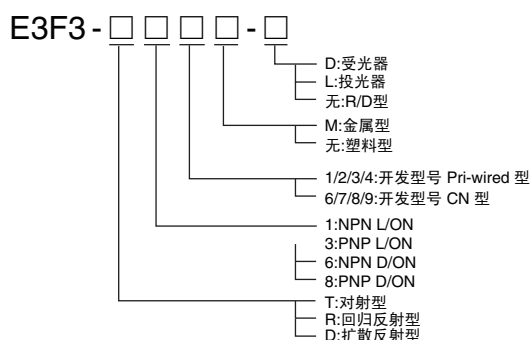 E3F3-□□□□-□
D:受光器
L:投光器
无:R/D型
M:金属型
无:塑料型
1/2/3/4:开发型号 Pri-wired 型
6/7/8/9:开发型号 CN 型
1:NPN L/ON
3:PNP L/ON
6:NPN D/ON
8:PNP D/ON
T:对射型
R:回归反射型
D:扩散反射型